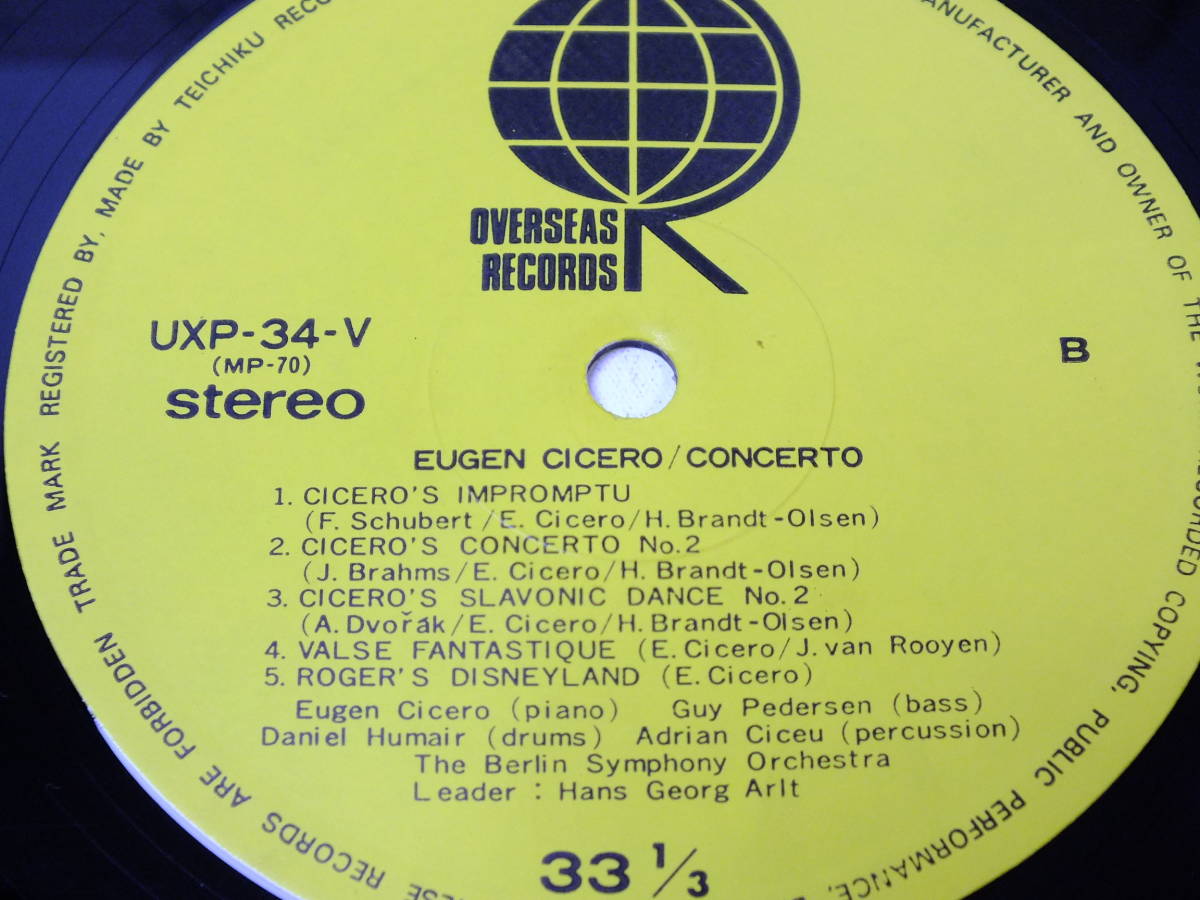 OVERSEAS
RECORDS
UXP-34-V
(MP-70)
stereo
B
EUGEN CICERO/CONCERTO
1. CICERO'S IMPROMPTU
(F. Schubert/E. Cicero/H. Brandt-Olsen)
2. CICERO'S CONCERTO No.2
(J. Brahms/E. Cicero/H. Brandt-Olsen)
3. CICERO'S SLAVONIC DANCE No.2
(A. Dvořák/E. Cicero/H. Brandt-Olsen)
4. VALSE FANTASTIQUE (E. Cicero/J. van Rooyen)
5. ROGER'S DISNEYLAND (E. Cicero)
Eugen Cicero (piano) Guy Pedersen (bass)
Daniel Humair (drums) Adrian Ciceu (percussion)
The Berlin Symphony Orchestra
Leader : Hans Georg Arlt
33 1/3
MANUFACTURER AND OWNER OF THE
COPYING, PUBLIC PERFORMANCE,
RECORDS ARE FORBIDDEN TRADE MARK REGISTERED BY, MADE BY TEICHIKU